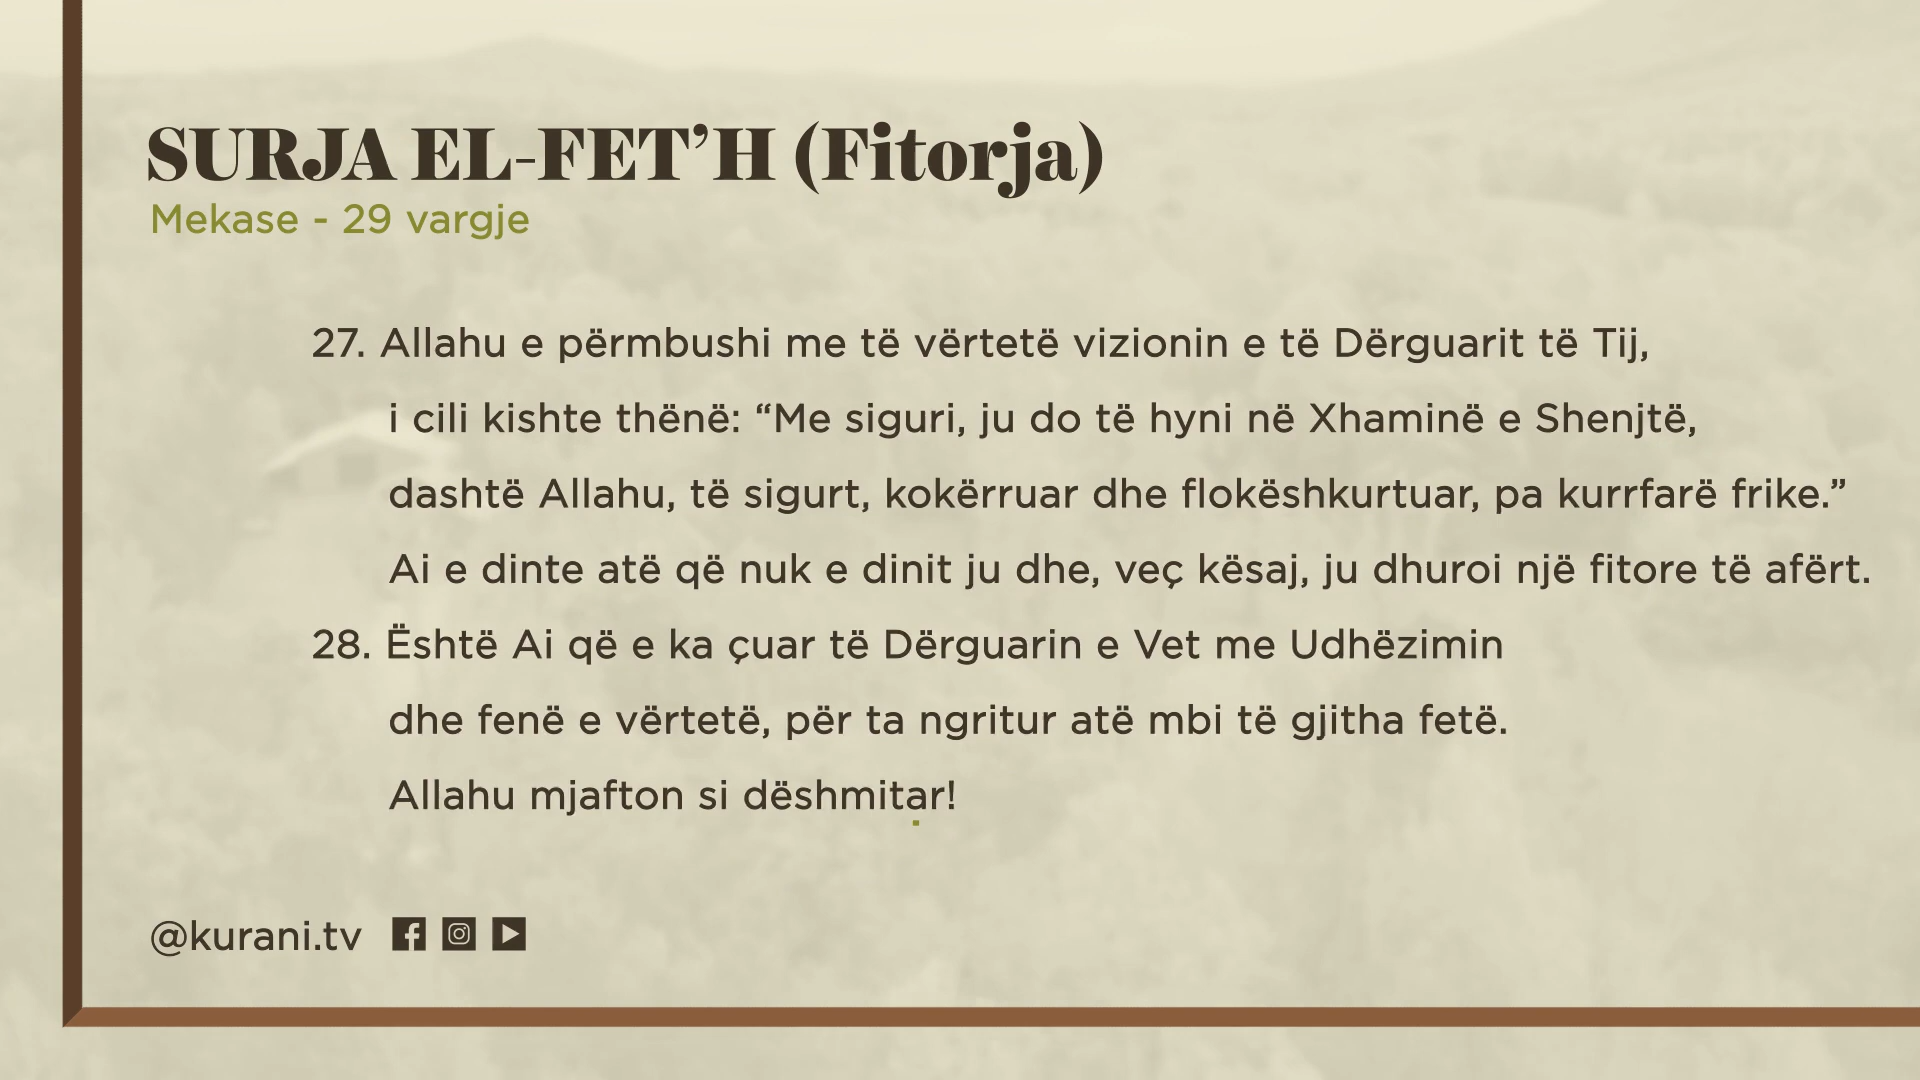 SURJA EL-FET’H (Fitorja)
Mekase - 29 vargje
27. Allahu e përmbushi me të vërtetë vizionin e të Dërguarit të Tij,
i cili kishte thënë: “Me siguri, ju do të hyni në Xhaminë e Shenjtë,
dashtë Allahu, të sigurt, kokërruar dhe flokëshkurtuar, pa kurrfarë frike.”
Ai e dinte atë që nuk e dinit ju dhe, veç kësaj, ju dhuroi një fitore të afërt.
28. Është Ai që e ka çuar të Dërguarin e Vet me Udhëzimin
dhe fenë e vërtetë, për ta ngritur atë mbi të gjitha fetë.
Allahu mjafton si dëshmitar!
@kurani.tv